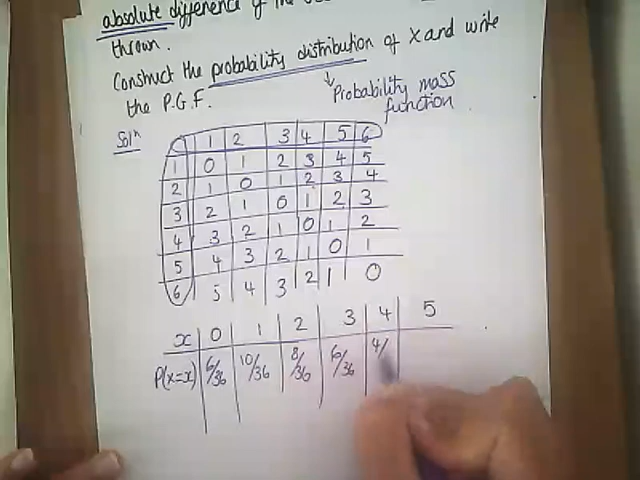 absolute difference of the
thrown.
Construct the probability distribution of X and write
the P.G.F.
↓ Probability mass
function
Solⁿ
1 2 3 4 5 6
1 0 1 2 3 4 5
2 1 0 1 2 3 4
3 2 1 0 1 2 3
4 3 2 1 0 1 2
5 4 3 2 1 0 1
6 5 4 3 2 1 0
x 0 1 2 3 4 5
P(X=x) 6/36 10/36 8/36 6/36 4/